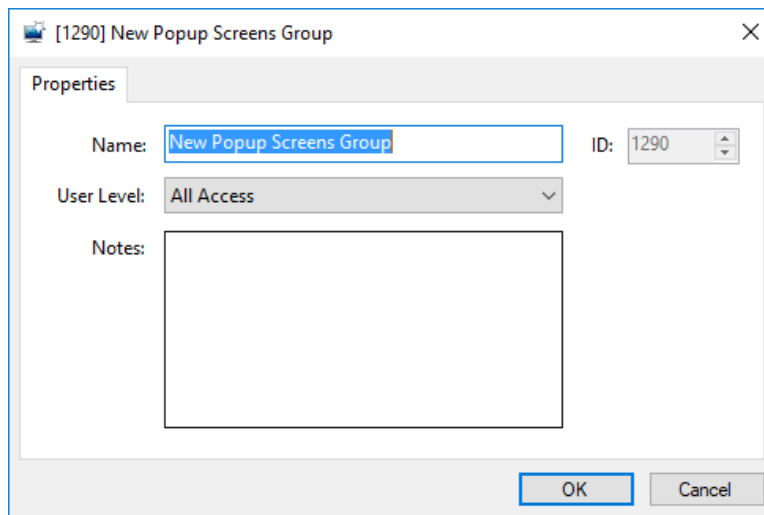 [1290] New Popup Screens Group
Properties
Name: New Popup Screens Group ID: 1290
User Level: All Access
Notes:
OK Cancel